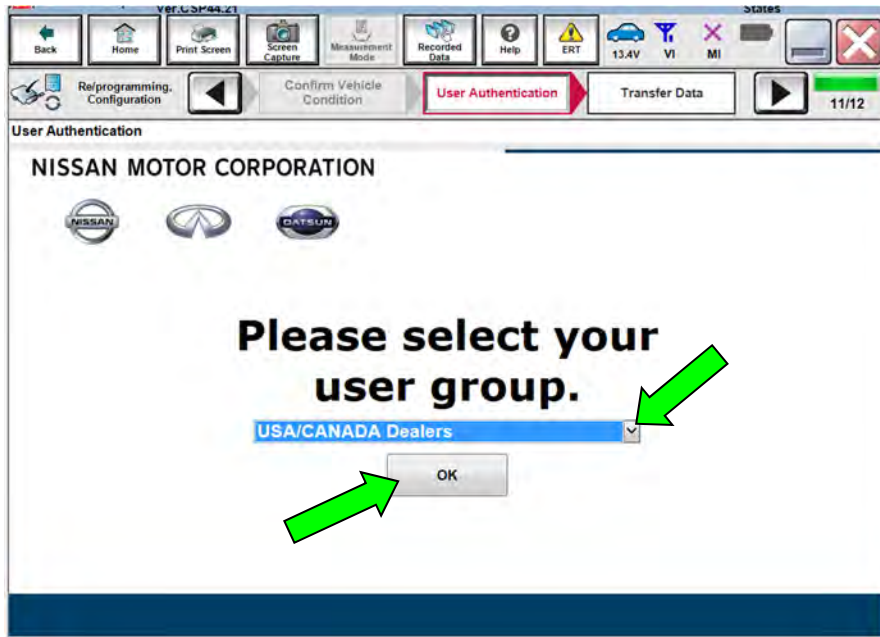 Ver.CSP44.21
States
Back
Home
Print Screen
Screen
Capture
Measurement
Mode
Recorded
Data
Help
ERT
13.4V
VI
MI
Re/programming,
Configuration
Confirm Vehicle
Condition
User Authentication
Transfer Data
11/12
User Authentication
NISSAN MOTOR CORPORATION
NISSAN
DATSUN
Please select your
user group.
USA/CANADA Dealers
OK